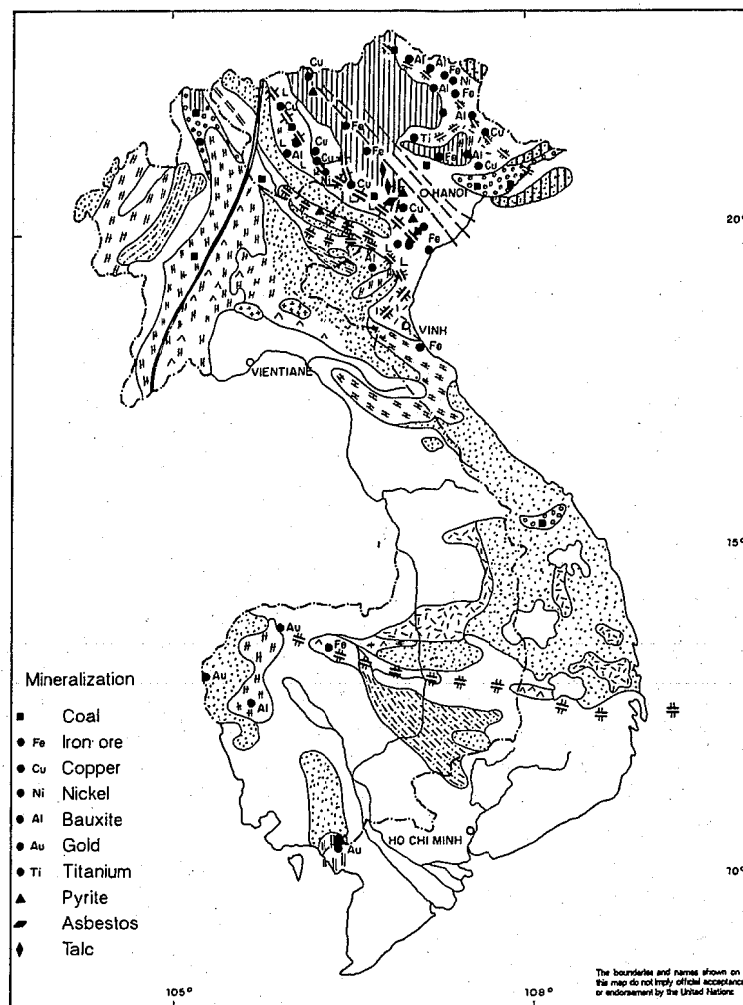 Cu
Al
Al
Fe
Ni
Fe
Al
L
Cu
Al
Cu
Fe
Ti
L
Al
Cu
Cu
Fe
Fe
Al
Cu
Ni
Cu
HANOI
Cu
20°
L
Fe
Al
L
VINH
Fe
VIENTIANE
15°
Au
Fe
Au
Al
Mineralization
Coal
Fe Iron ore
Cu Copper
Ni Nickel
Al Bauxite
Au Gold
Ti Titanium
Pyrite
Asbestos
Talc
HO CHI MINH
Au
10°
105°
108°
The boundaries and names shown on
this map do not imply official acceptance
or endorsement by the United Nations